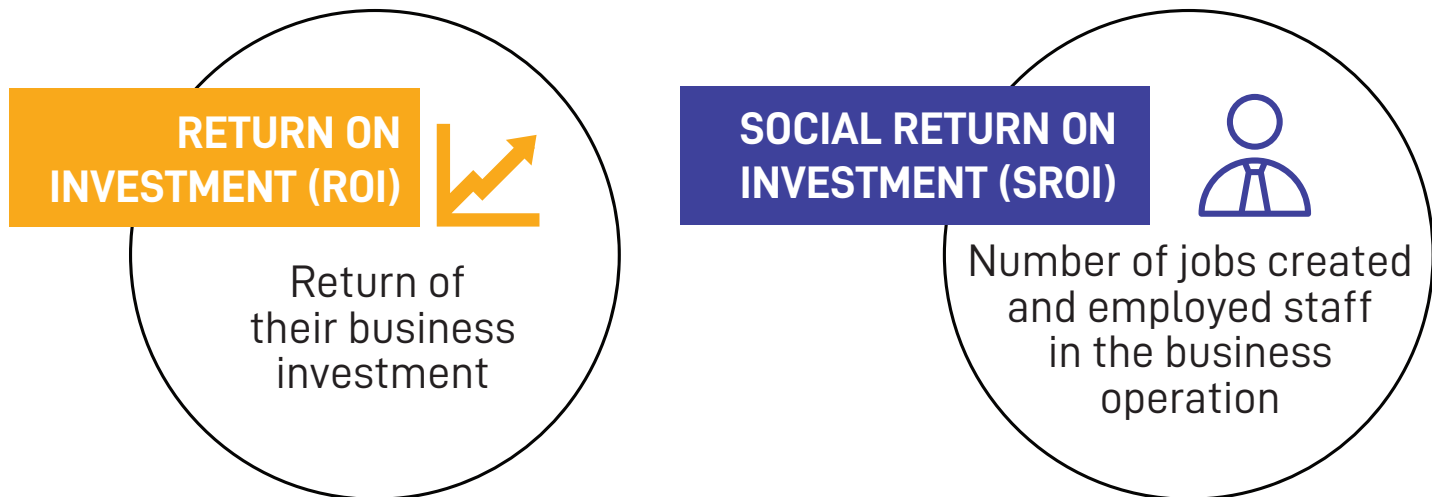 RETURN ON
INVESTMENT (ROI)
Return of
their business
investment
SOCIAL RETURN ON
INVESTMENT (SROI)
Number of jobs created
and employed staff
in the business
operation